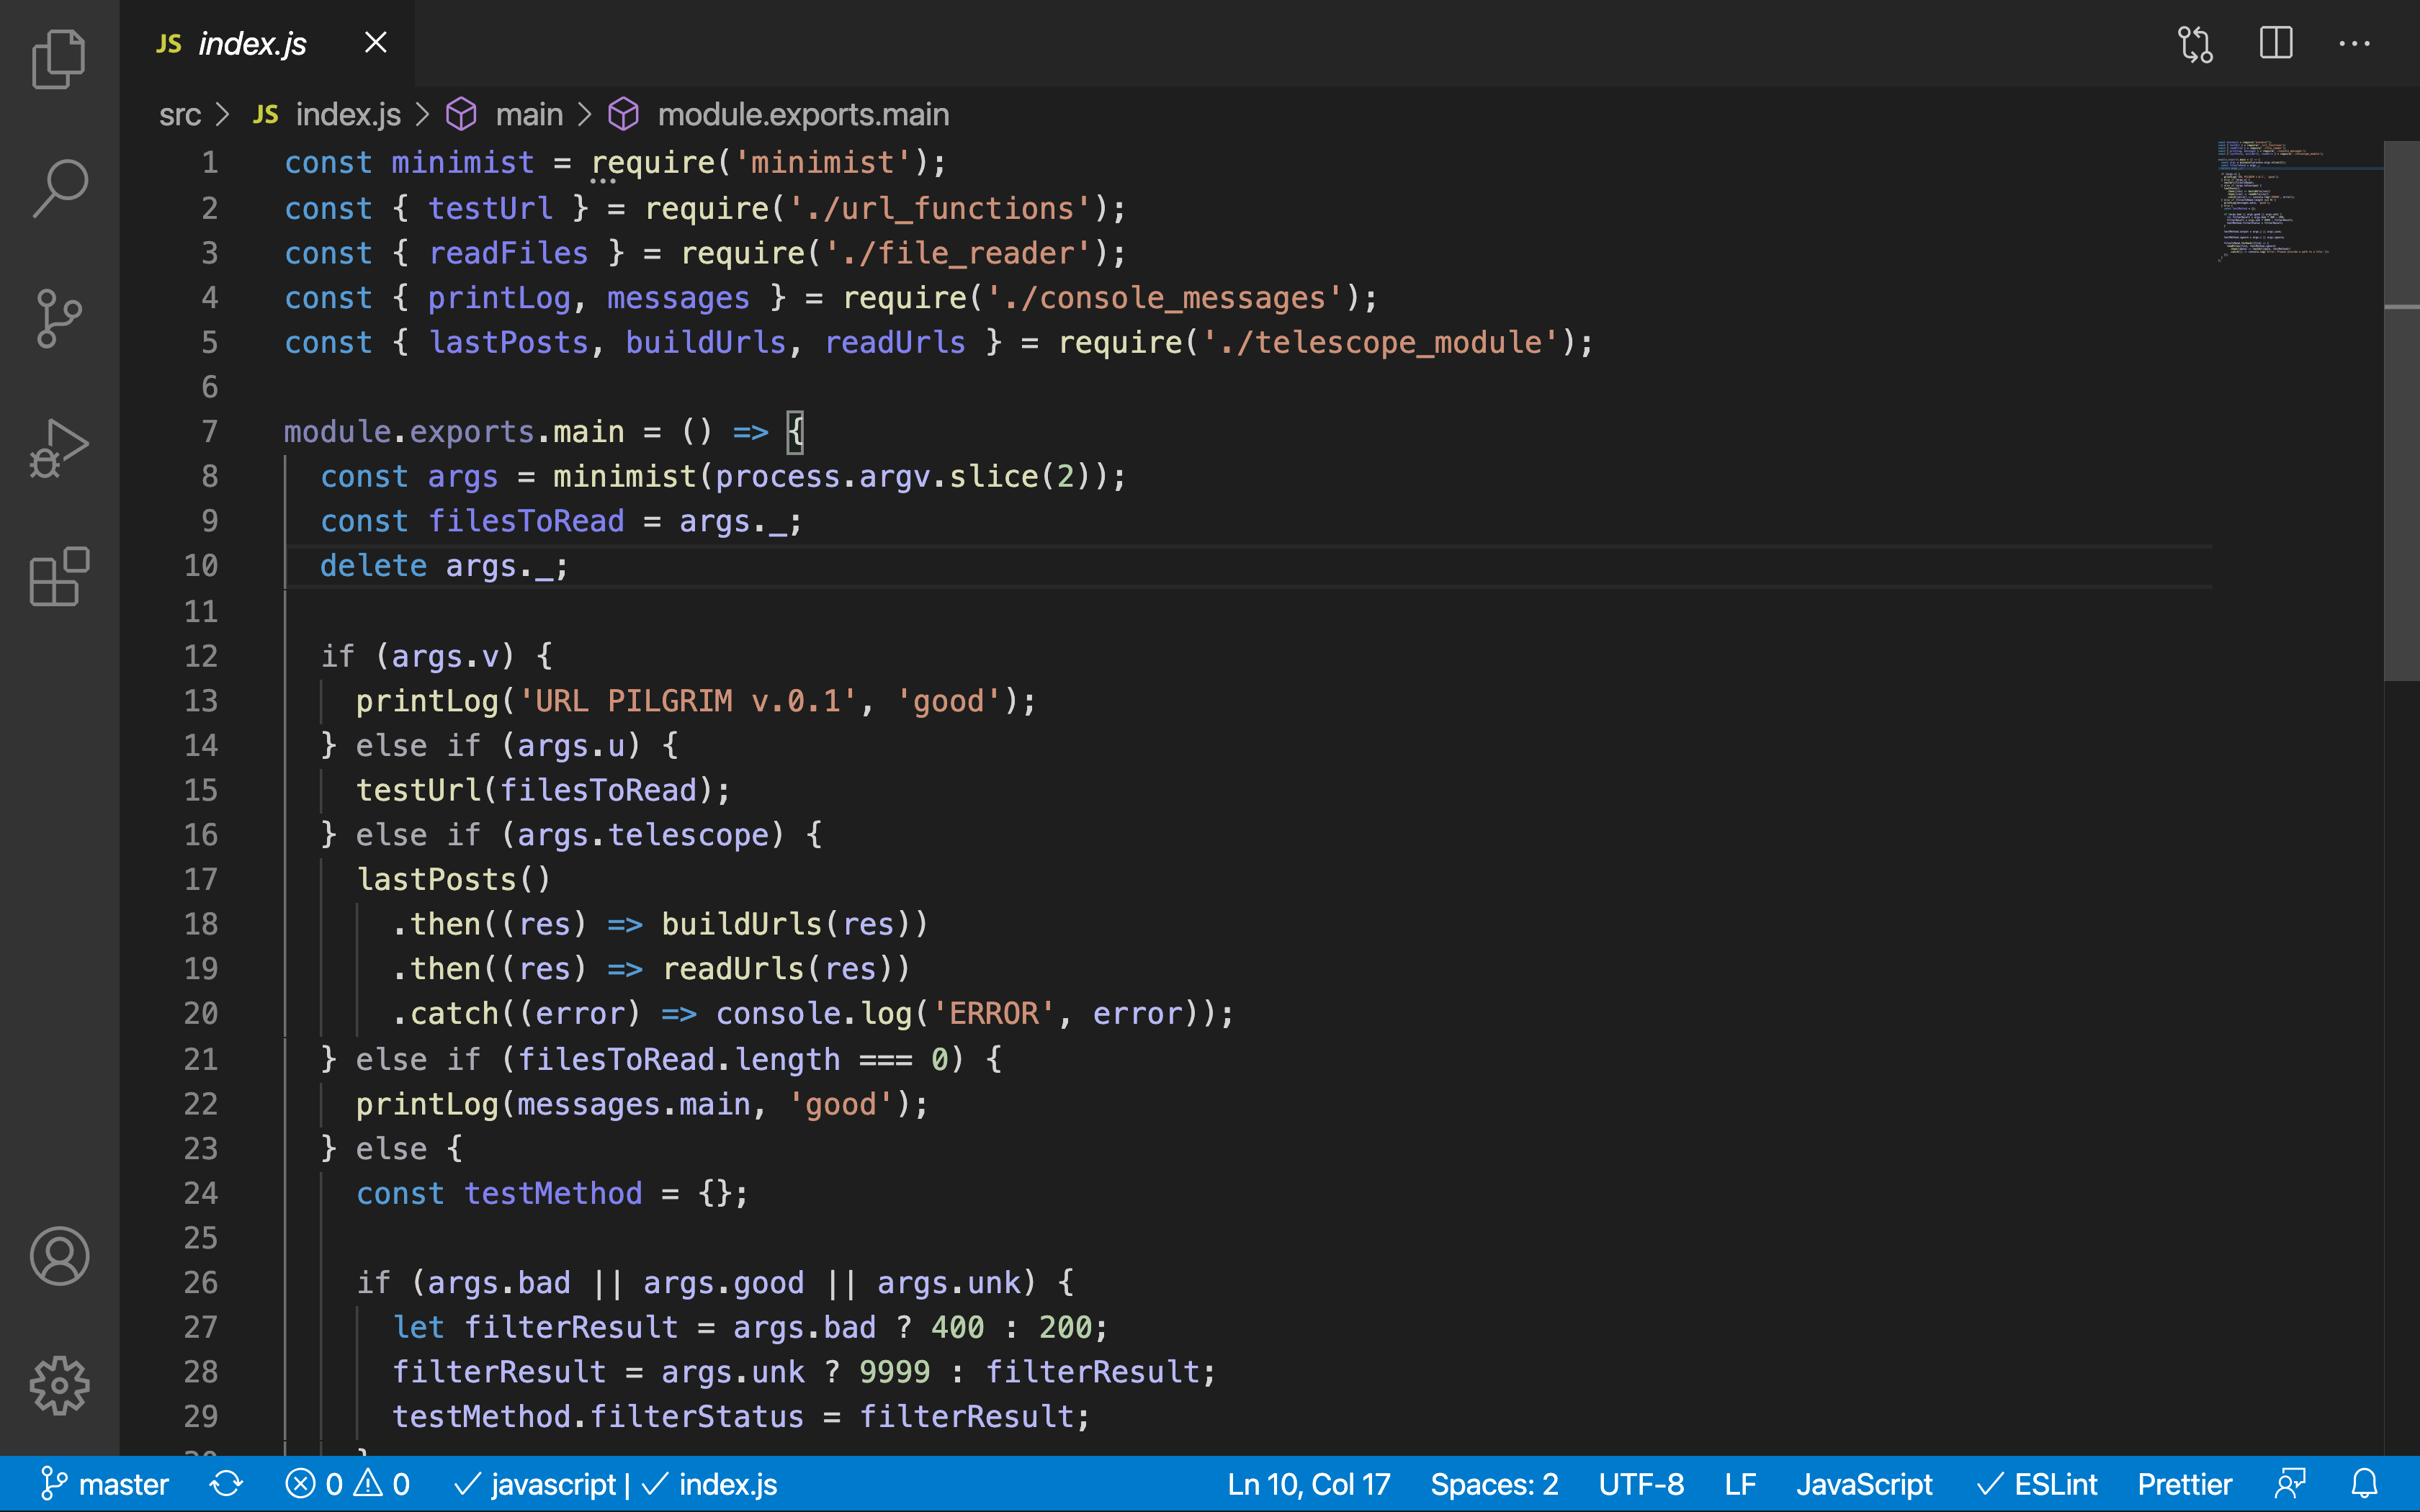 JS index.js
src > JS index.js > main > module.exports.main
1 const minimist = require('minimist');
2 const { testUrl } = require('./url_functions');
3 const { readFiles } = require('./file_reader');
4 const { printLog, messages } = require('./console_messages');
5 const { lastPosts, buildUrls, readUrls } = require('./telescope_module');
6
7 module.exports.main = () => {
8 const args = minimist(process.argv.slice(2));
9 const filesToRead = args._;
10 delete args._;
11
12 if (args.v) {
13 printLog('URL PILGRIM v.0.1', 'good');
14 } else if (args.u) {
15 testUrl(filesToRead);
16 } else if (args.telescope) {
17 lastPosts()
18 .then((res) => buildUrls(res))
19 .then((res) => readUrls(res))
20 .catch((error) => console.log('ERROR', error));
21 } else if (filesToRead.length === 0) {
22 printLog(messages.main, 'good');
23 } else {
24 const testMethod = {};
25
26 if (args.bad || args.good || args.unk) {
27 let filterResult = args.bad ? 400 : 200;
28 filterResult = args.unk ? 9999 : filterResult;
29 testMethod.filterStatus = filterResult;
master 0 0 javascript | index.js Ln 10, Col 17 Spaces: 2 UTF-8 LF JavaScript ESLint Prettier